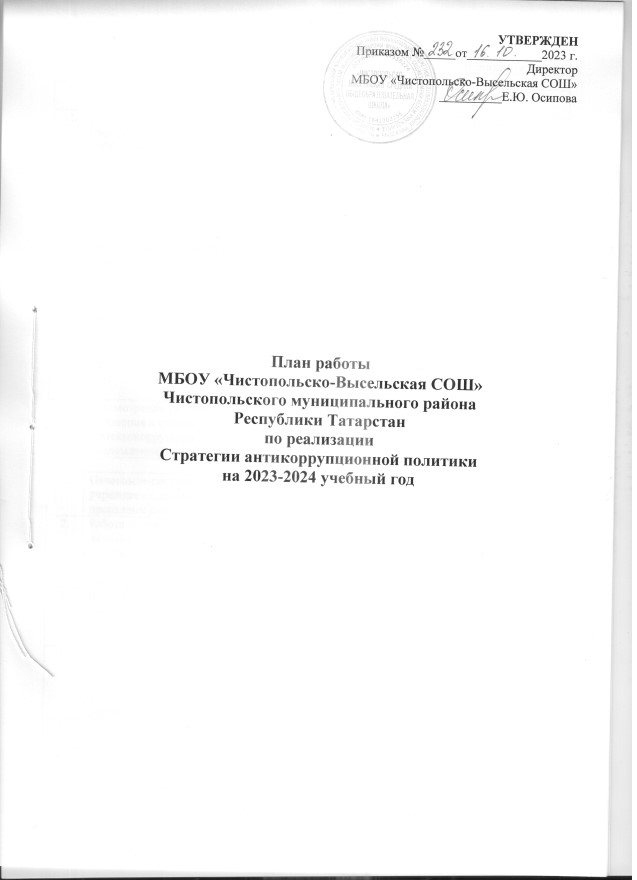 УТВЕРЖДЕН
Приказом № 232 от 16.10. 2023 г.
Директор
МБОУ «Чистопольско-Высельская СОШ»
Е.Ю. Осипова
План работы
МБОУ «Чистопольско-Высельская СОШ»
Чистопольского муниципального района
Республики Татарстан
по реализации
Стратегии антикоррупционной политики
на 2023-2024 учебный год